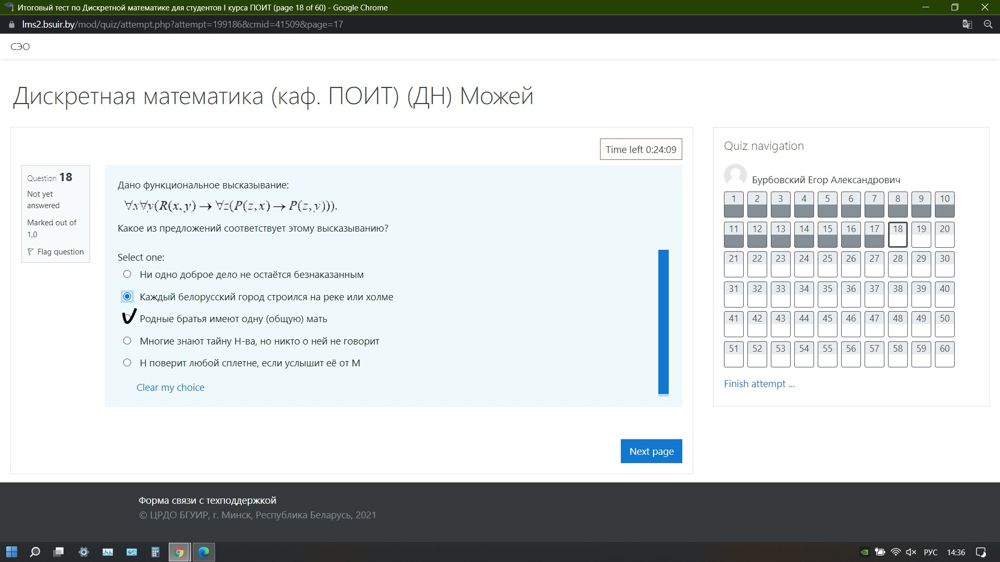 Итоговый тест по Дискретной математике для студентов I курса ПОИТ (page 18 of 60) - Google Chrome
lms2.bsuir.by/mod/quiz/attempt.php?attempt=199186&cmid=41509&page=17
СЭО
Дискретная математика (каф. ПОИТ) (ДН) Можей
Time left 0:24:09
Question 18
Not yet
answered
Marked out of
1,0
Flag question
Дано функциональное высказывание:
∀x∀y(R(x,y)→∀z(P(z,x)→P(z,y))).
Какое из предложений соответствует этому высказыванию?
Select one:
Ни одно доброе дело не остаётся безнаказанным
Каждый белорусский город строился на реке или холме
Родные братья имеют одну (общую) мать
Многие знают тайну Н-ва, но никто о ней не говорит
Н поверит любой сплетне, если услышит её от М
Clear my choice
Next page
Quiz navigation
Бурбовский Егор Александрович
1 2 3 4 5 6 7 8 9 10
11 12 13 14 15 16 17 18 19 20
21 22 23 24 25 26 27 28 29 30
31 32 33 34 35 36 37 38 39 40
41 42 43 44 45 46 47 48 49 50
51 52 53 54 55 56 57 58 59 60
Finish attempt ...
Форма связи с техподдержкой
© ЦРДО БГУИР, г. Минск, Республика Беларусь, 2021
РУС
14:36